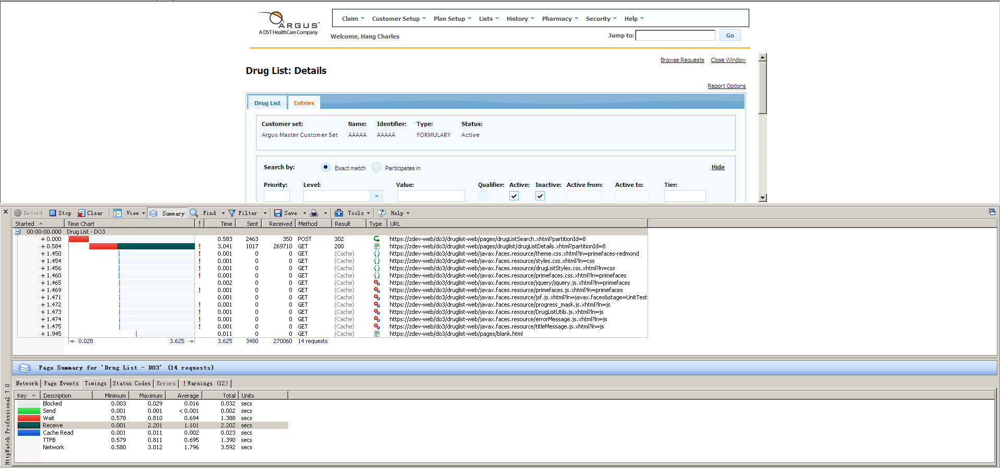 Claim Customer Setup Plan Setup Lists History Pharmacy Security Help
ARGUS™
A DST HealthCare Company
Welcome, Hang Charles
Jump to: Go
Browse Requests Close Window
Drug List: Details
Report Options
Drug List Entries
Customer set: Name: Identifier: Type: Status:
Argus Master Customer Set AAAAA AAAAA FORMULARY Active
Search by: Exact match Participates in Hide
Priority: Level: Value: Qualifier: Active: Inactive: Active from: Active to: Tier:
Record Stop Clear View Summary Find Filter Save Tools Help
Started Time Chart ! Time Sent Received Method Result Type URL
00:00:00.000 Drug List - DO3
+ 0.000 0.583 2463 350 POST 302 https://zdev-web/do3/druglist-web/pages/drugListSearch.xhtml?partitionId=8
+ 0.584 ! 3.041 1017 269710 GET 200 https://zdev-web/do3/druglist-web/pages/druglist/drugListDetails.xhtml?partitionId=8
+ 1.450 ! 0.001 0 0 GET (Cache) {} https://zdev-web/do3/druglist-web/javax.faces.resource/theme.css.xhtml?ln=primefaces-redmond
+ 1.454 ! 0.001 0 0 GET (Cache) {} https://zdev-web/do3/druglist-web/javax.faces.resource/styles.css.xhtml?ln=css
+ 1.456 ! 0.001 0 0 GET (Cache) {} https://zdev-web/do3/druglist-web/javax.faces.resource/drugListStyles.css.xhtml?ln=css
+ 1.460 ! 0.001 0 0 GET (Cache) {} https://zdev-web/do3/druglist-web/javax.faces.resource/primefaces.css.xhtml?ln=primefaces
+ 1.465 0.002 0 0 GET (Cache) https://zdev-web/do3/druglist-web/javax.faces.resource/jquery/jquery.js.xhtml?ln=primefaces
+ 1.469 ! 0.001 0 0 GET (Cache) https://zdev-web/do3/druglist-web/javax.faces.resource/primefaces.js.xhtml?ln=primefaces
+ 1.471 0.001 0 0 GET (Cache) https://zdev-web/do3/druglist-web/javax.faces.resource/jsf.js.xhtml?ln=javax.faces&stage=UnitTest
+ 1.472 ! 0.001 0 0 GET (Cache) https://zdev-web/do3/druglist-web/javax.faces.resource/progress_mask.js.xhtml?ln=js
+ 1.473 ! 0.001 0 0 GET (Cache) https://zdev-web/do3/druglist-web/javax.faces.resource/DrugListUtils.js.xhtml?ln=js
+ 1.474 ! 0.001 0 0 GET (Cache) https://zdev-web/do3/druglist-web/javax.faces.resource/errorMessage.js.xhtml?ln=js
+ 1.475 ! 0.001 0 0 GET (Cache) https://zdev-web/do3/druglist-web/javax.faces.resource/titleMessage.js.xhtml?ln=js
+ 1.945 0.011 0 0 GET (Cache) https://zdev-web/do3/druglist-web/pages/blank.html
0.028 3.625 3.625 3480 270060 14 requests
Page Summary for 'Drug List - DO3' (14 requests)
Network Page Events Timings Status Codes Errors ! Warnings (12)
Key Description Minimum Maximum Average Total Units
Blocked 0.003 0.029 0.016 0.032 secs
Send 0.001 0.001 < 0.001 0.002 secs
Wait 0.578 0.810 0.694 1.388 secs
Receive 0.001 2.201 1.101 2.202 secs
Cache Read 0.001 0.011 0.002 0.023 secs
TTFB 0.579 0.811 0.695 1.390 secs
Network 0.580 3.012 1.796 3.592 secs
HttpWatch Professional 7.0